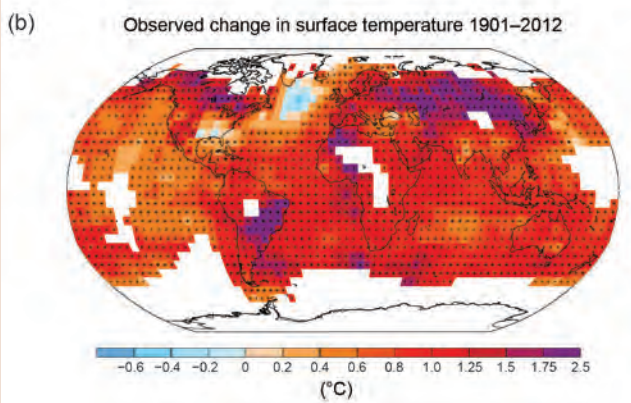 (b)
Observed change in surface temperature 1901–2012
−0.6 −0.4 −0.2 0 0.2 0.4 0.6 0.8 1.0 1.25 1.5 1.75 2.5
(°C)